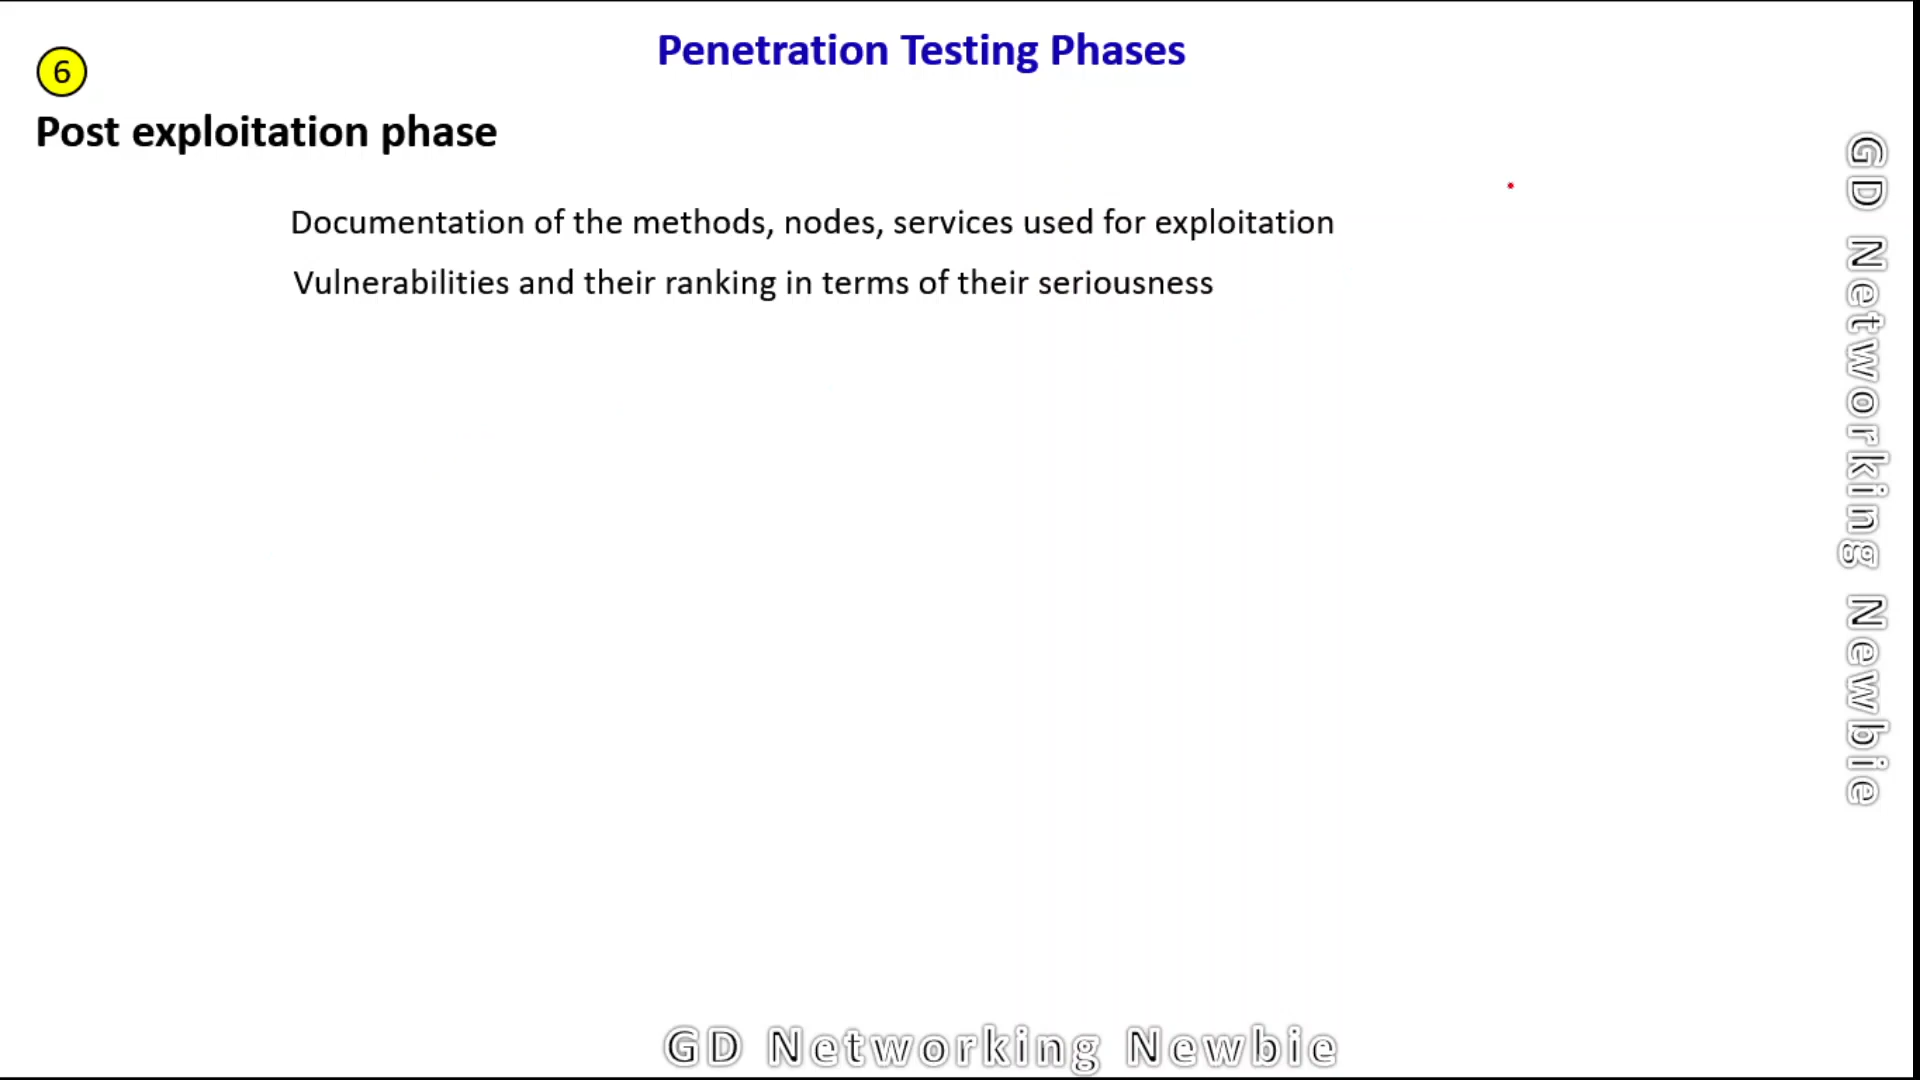 Penetration Testing Phases
6
Post exploitation phase
Documentation of the methods, nodes, services used for exploitation
Vulnerabilities and their ranking in terms of their seriousness
GD Networking Newbie
GD Networking Newbie